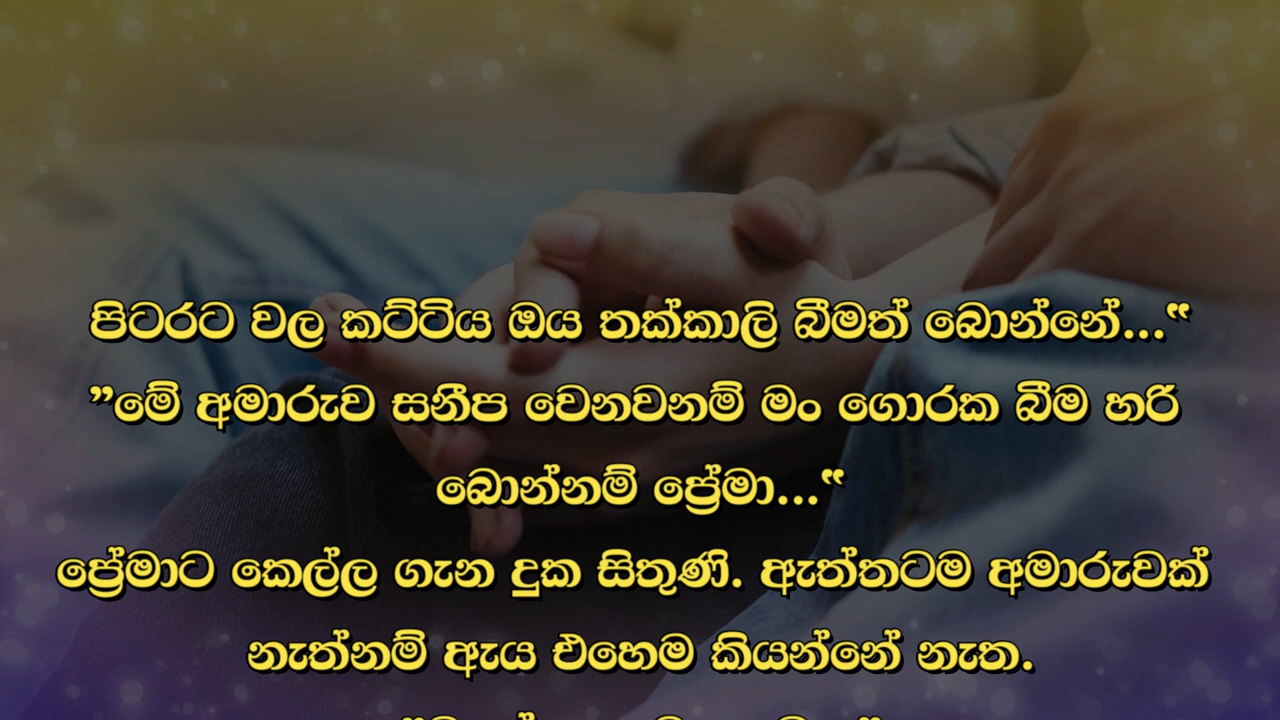 පිටරට වල කට්ටිය ඔය තක්කාලි බීමත් බොන්නේ..."
"මේ අමාරුව සනීප වෙනවනම් මං ගොරක බීම හරි
බොන්නම් ප්‍රේමා..."
ප්‍රේමාට කෙල්ල ගැන දුක සිතුණි. ඇත්තටම අමාරුවක්
නැත්නම් ඇය එහෙම කියන්නේ නැත.